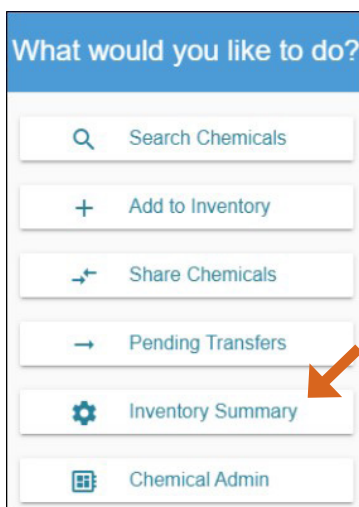 What would you like to do?
Search Chemicals
Add to Inventory
Share Chemicals
Pending Transfers
Inventory Summary
Chemical Admin